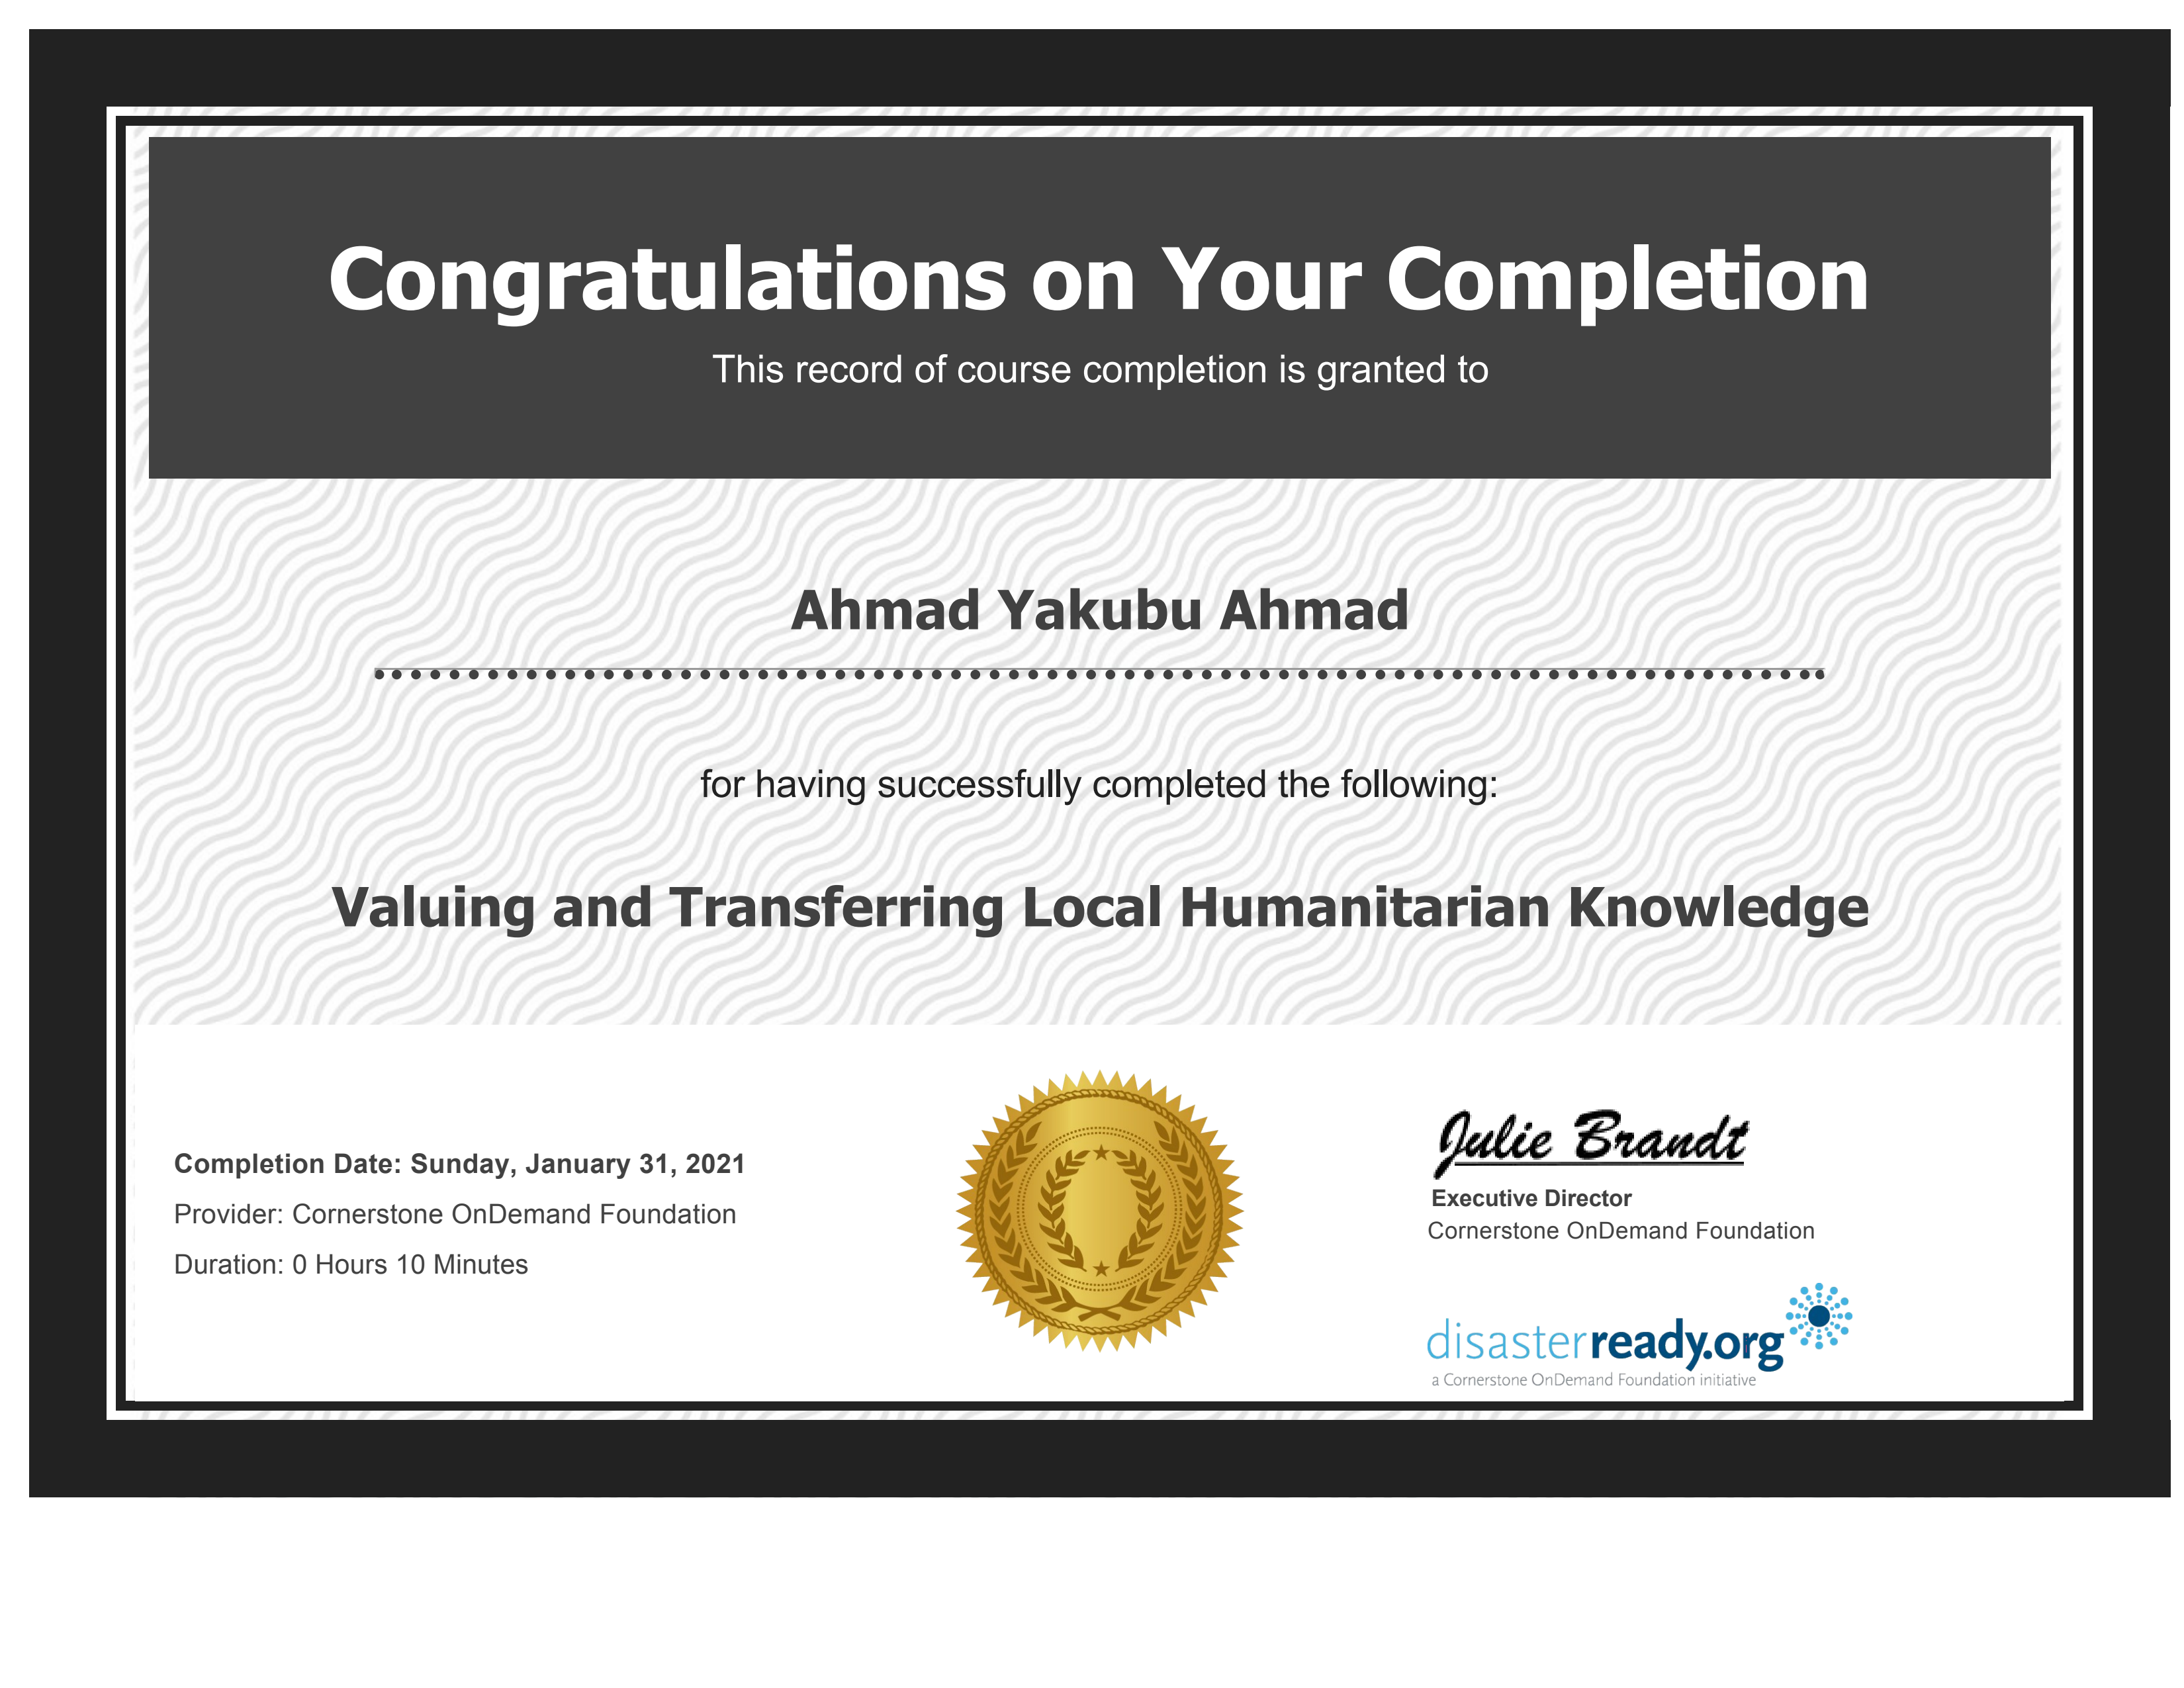 Congratulations on Your Completion
This record of course completion is granted to
Ahmad Yakubu Ahmad
for having successfully completed the following:
Valuing and Transferring Local Humanitarian Knowledge
Completion Date: Sunday, January 31, 2021
Provider: Cornerstone OnDemand Foundation
Duration: 0 Hours 10 Minutes
Julie Brandt
Executive Director
Cornerstone OnDemand Foundation
disasterready.org
a Cornerstone OnDemand Foundation initiative